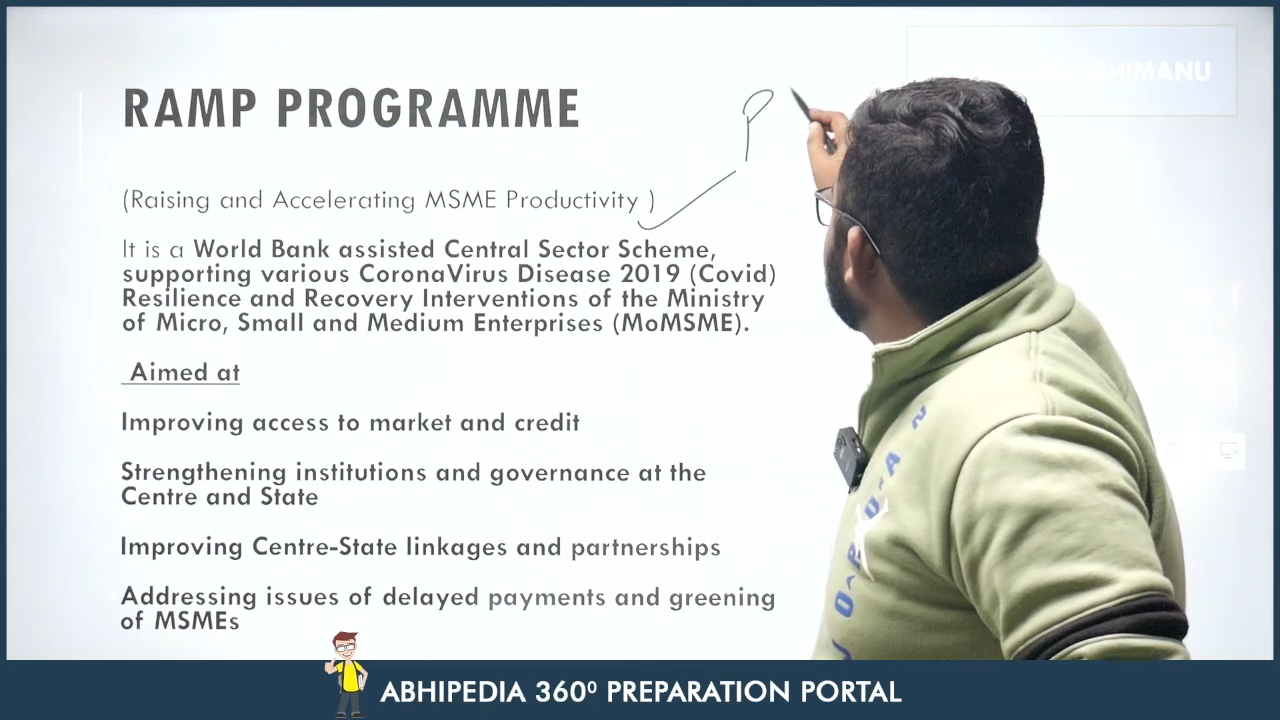 HIMANU
RAMP PROGRAMME
P
(Raising and Accelerating MSME Productivity )
It is a World Bank assisted Central Sector Scheme,
supporting various CoronaVirus Disease 2019 (Covid)
Resilience and Recovery Interventions of the Ministry
of Micro, Small and Medium Enterprises (MoMSME).
Aimed at
Improving access to market and credit
Strengthening institutions and governance at the
Centre and State
Improving Centre-State linkages and partnerships
Addressing issues of delayed payments and greening
of MSMEs
ABHIPEDIA 360⁰ PREPARATION PORTAL